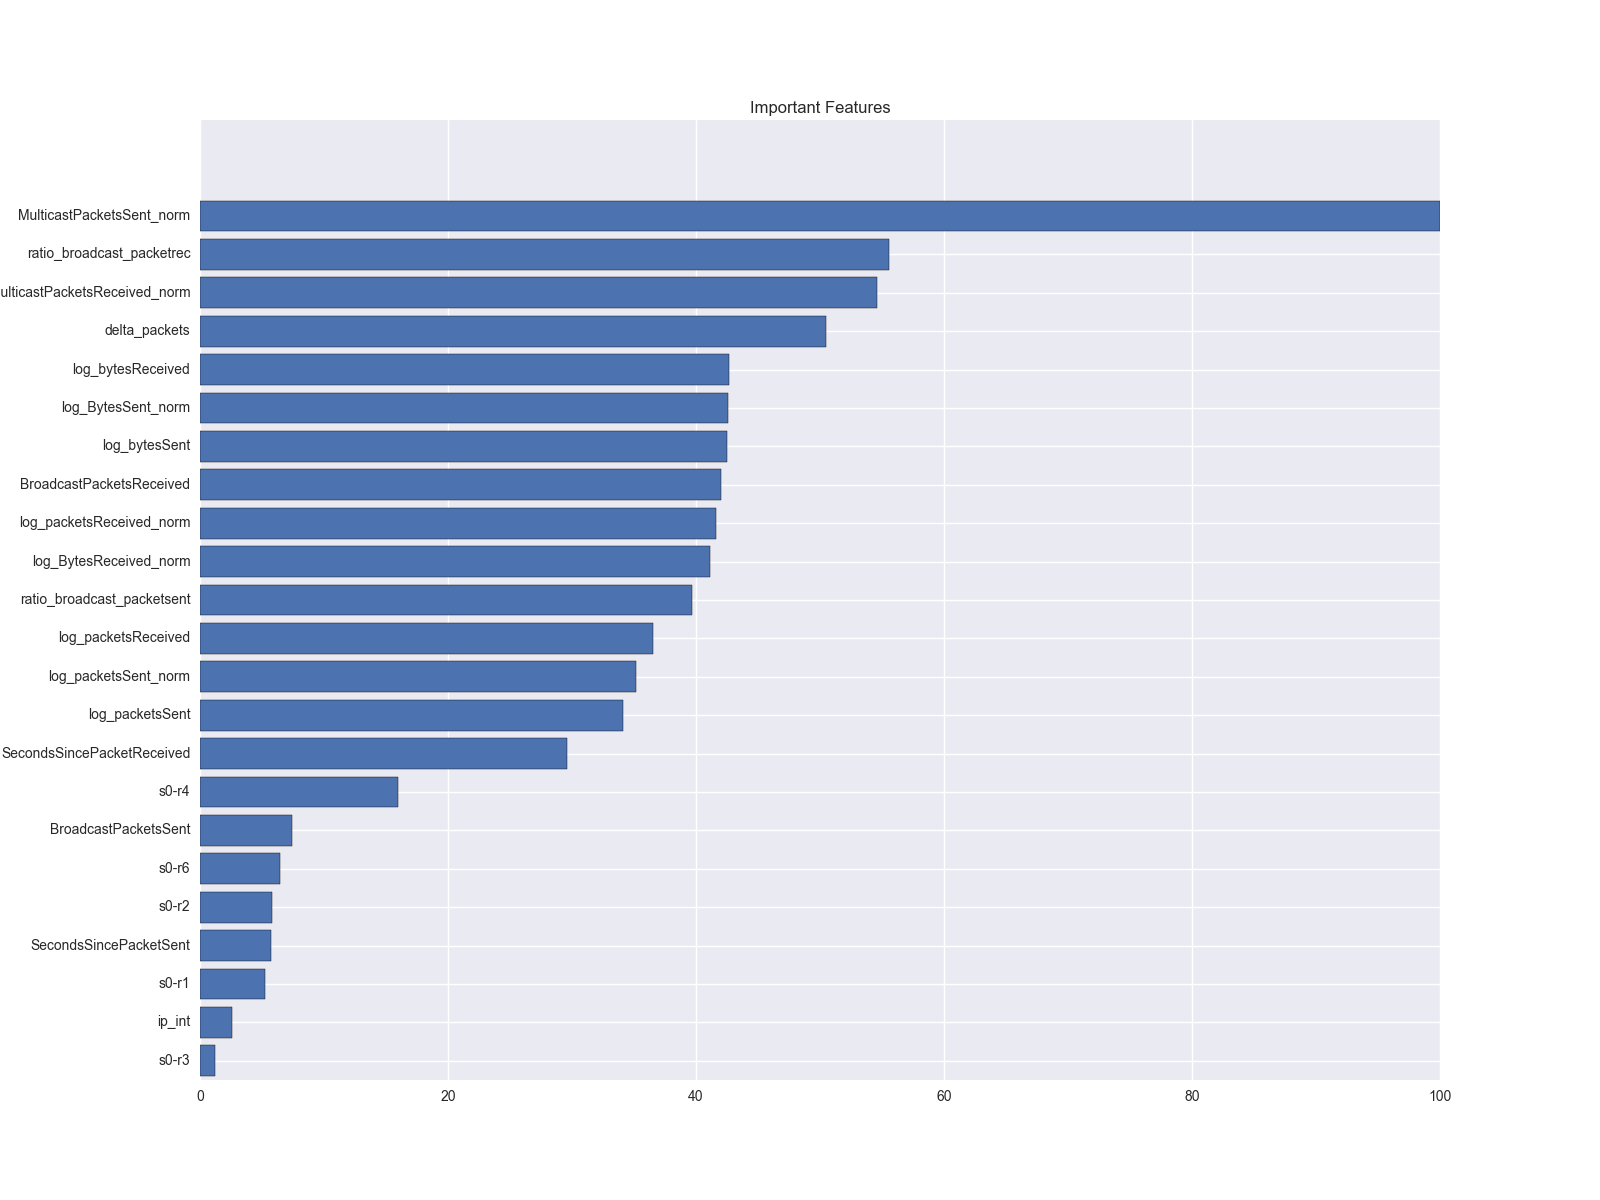 Important Features
MulticastPacketsSent_norm
ratio_broadcast_packetrec
ulticastPacketsReceived_norm
delta_packets
log_bytesReceived
log_BytesSent_norm
log_bytesSent
BroadcastPacketsReceived
log_packetsReceived_norm
log_BytesReceived_norm
ratio_broadcast_packetsent
log_packetsReceived
log_packetsSent_norm
log_packetsSent
SecondsSincePacketReceived
s0-r4
BroadcastPacketsSent
s0-r6
s0-r2
SecondsSincePacketSent
s0-r1
ip_int
s0-r3
0 20 40 60 80 100